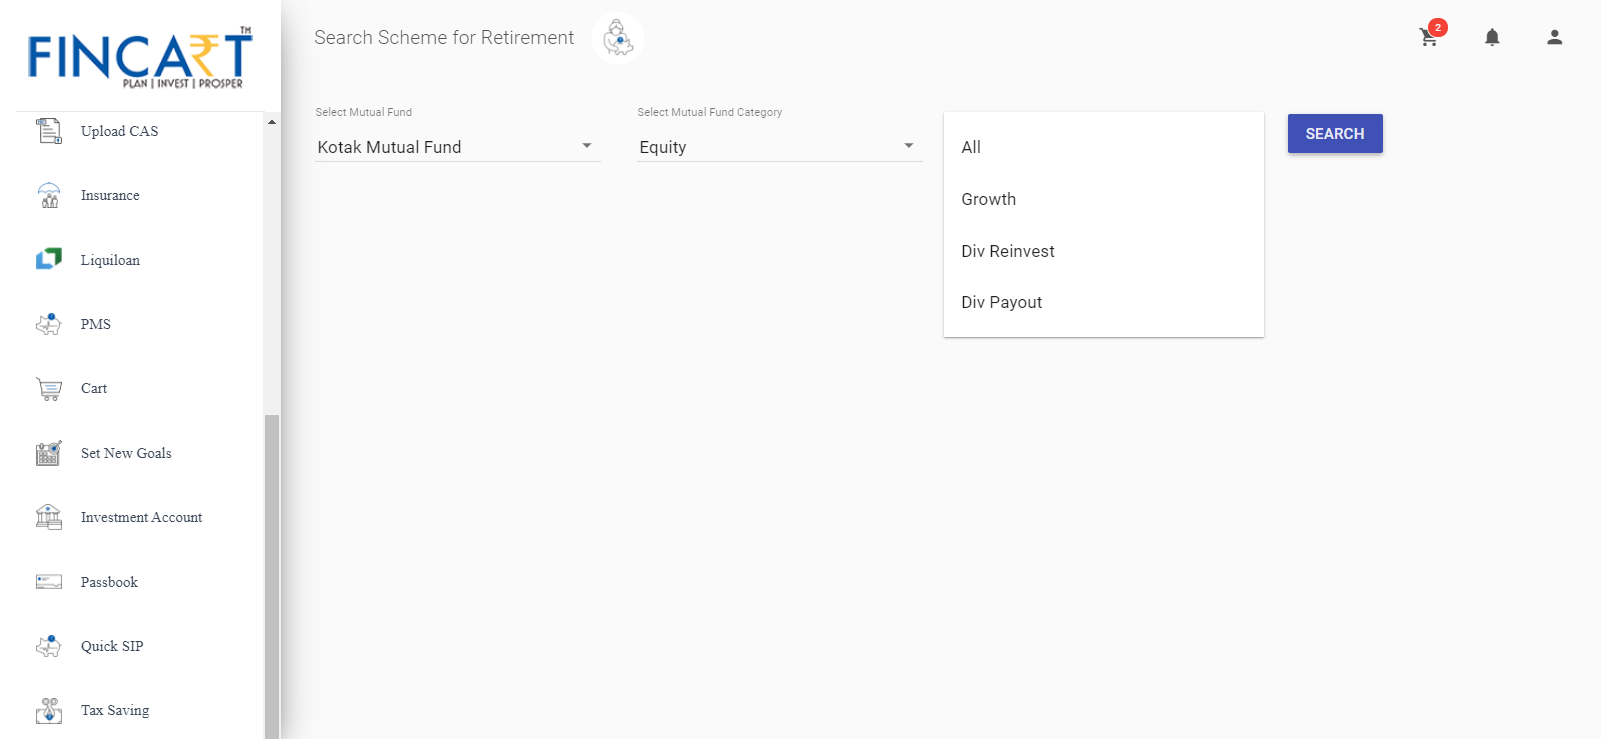 FINCART TM
PLAN | INVEST | PROSPER
Upload CAS
Insurance
Liquiloan
PMS
Cart
Set New Goals
Investment Account
Passbook
Quick SIP
Tax Saving
Search Scheme for Retirement
2
Select Mutual Fund
Kotak Mutual Fund
Select Mutual Fund Category
Equity
All
Growth
Div Reinvest
Div Payout
SEARCH